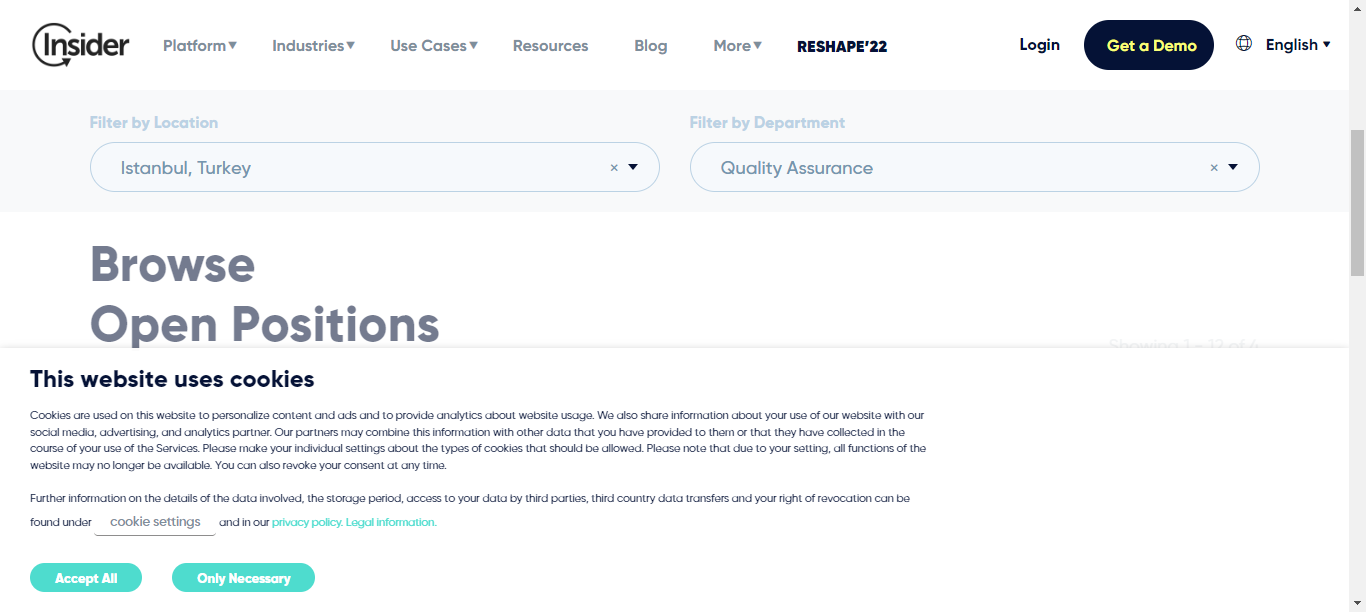 Insider
Platform▾ Industries▾ Use Cases▾ Resources Blog More▾ RESHAPE'22 Login Get a Demo English ▾
Filter by Location Filter by Department
Istanbul, Turkey × Quality Assurance ×
Browse
Open Positions
Showing 1 - 12 of 4
This website uses cookies
Cookies are used on this website to personalize content and ads and to provide analytics about website usage. We also share information about your use of our website with our
social media, advertising, and analytics partner. Our partners may combine this information with other data that you have provided to them or that they have collected in the
course of your use of the Services. Please make your individual settings about the types of cookies that should be allowed. Please note that due to your setting, all functions of the
website may no longer be available. You can also revoke your consent at any time.
Further information on the details of the data involved, the storage period, access to your data by third parties, third country data transfers and your right of revocation can be
found under cookie settings and in our privacy policy. Legal information.
Accept All Only Necessary